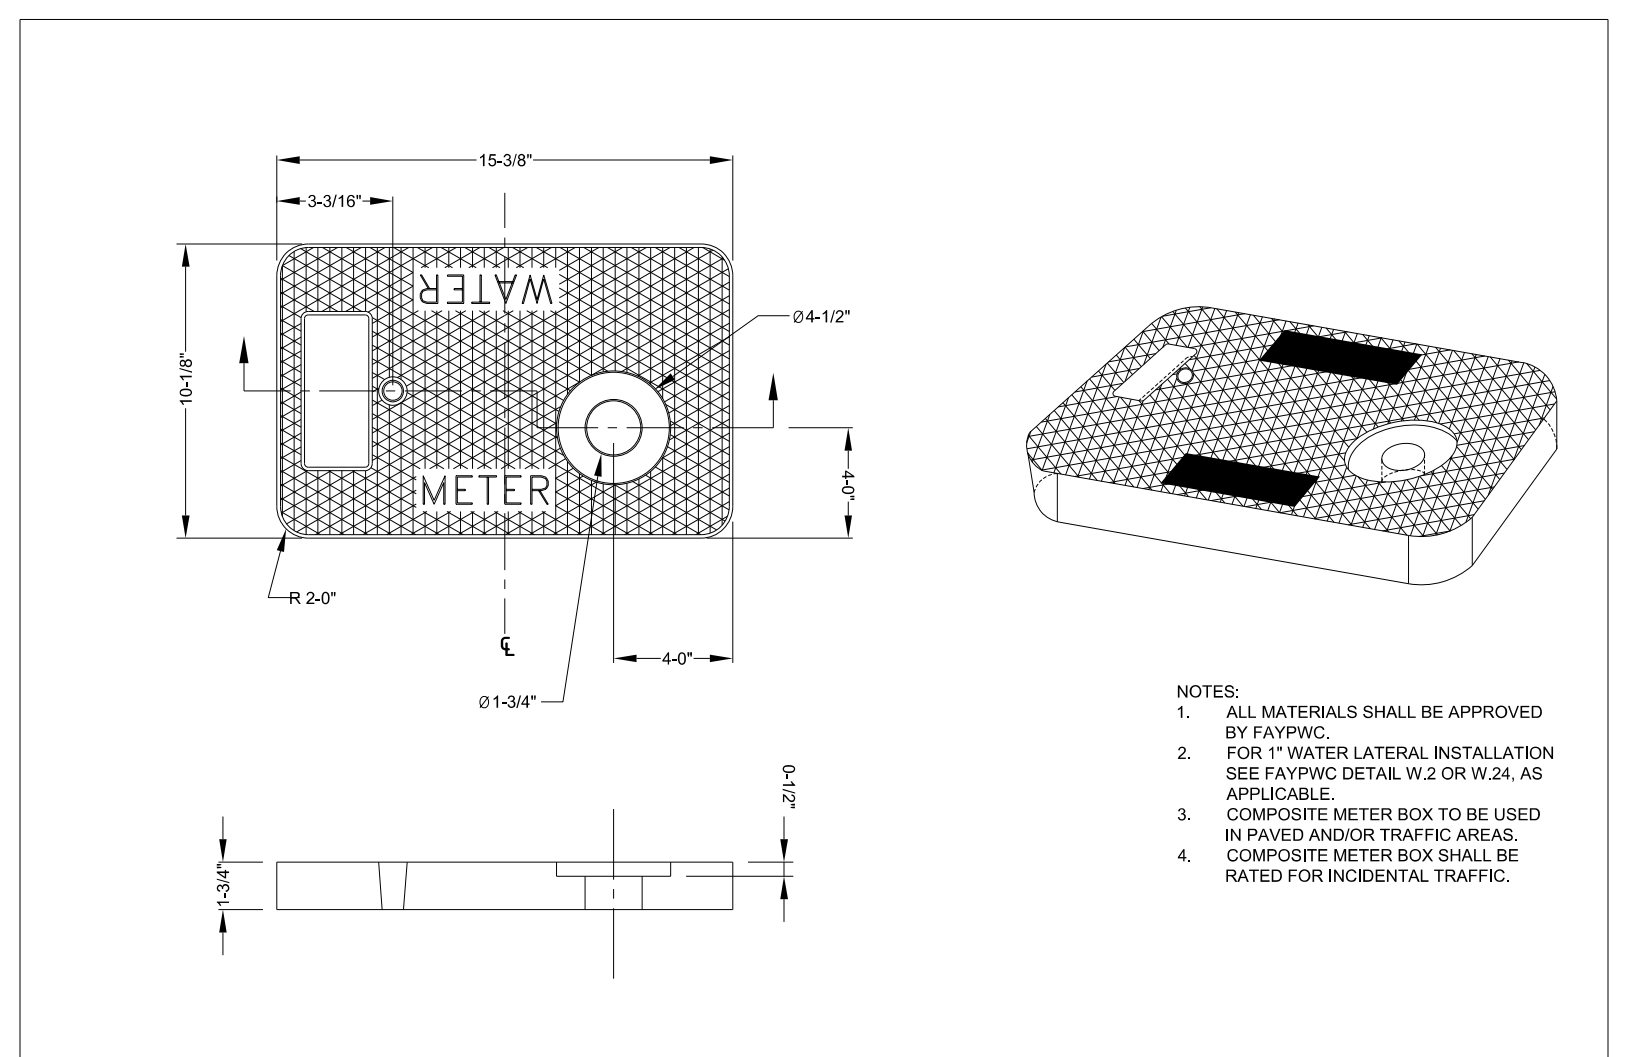 15-3/8"
3-3/16"
WATER
Ø4-1/2"
10-1/8"
4-0"
METER
R 2-0"
℄
4-0"
Ø1-3/4"
NOTES:
1. ALL MATERIALS SHALL BE APPROVED
BY FAYPWC.
2. FOR 1" WATER LATERAL INSTALLATION
SEE FAYPWC DETAIL W.2 OR W.24, AS
APPLICABLE.
3. COMPOSITE METER BOX TO BE USED
IN PAVED AND/OR TRAFFIC AREAS.
4. COMPOSITE METER BOX SHALL BE
RATED FOR INCIDENTAL TRAFFIC.
0-1/2"
1-3/4"